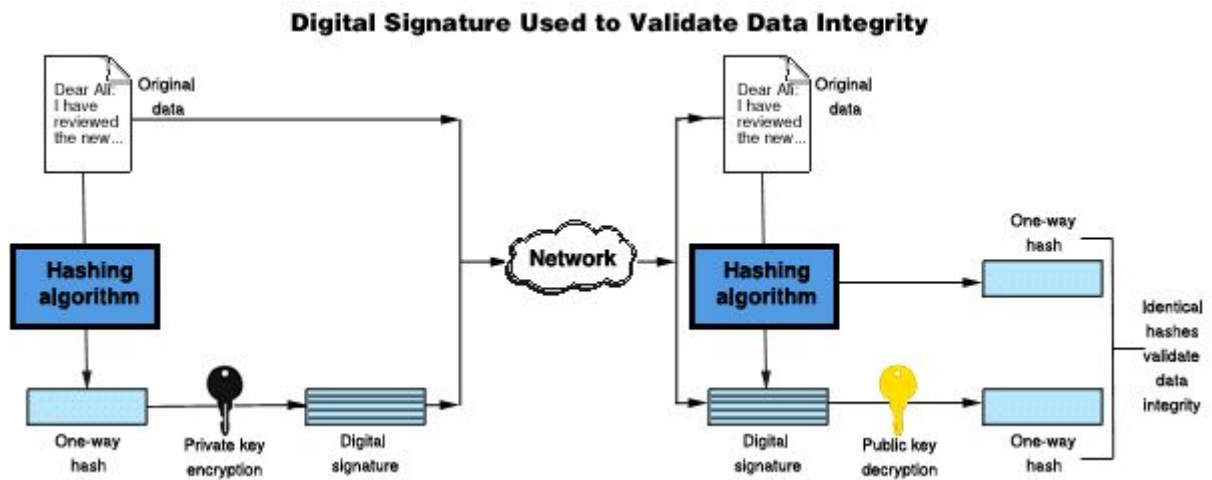 Digital Signature Used to Validate Data Integrity
Dear Ali:
I have
reviewed
the new...
Original
data
Hashing
algorithm
One-way
hash
Private key
encryption
Digital
signature
Network
Dear Ali:
I have
reviewed
the new...
Original
data
Hashing
algorithm
One-way
hash
Digital
signature
Public key
decryption
One-way
hash
Identical
hashes
validate
data
integrity